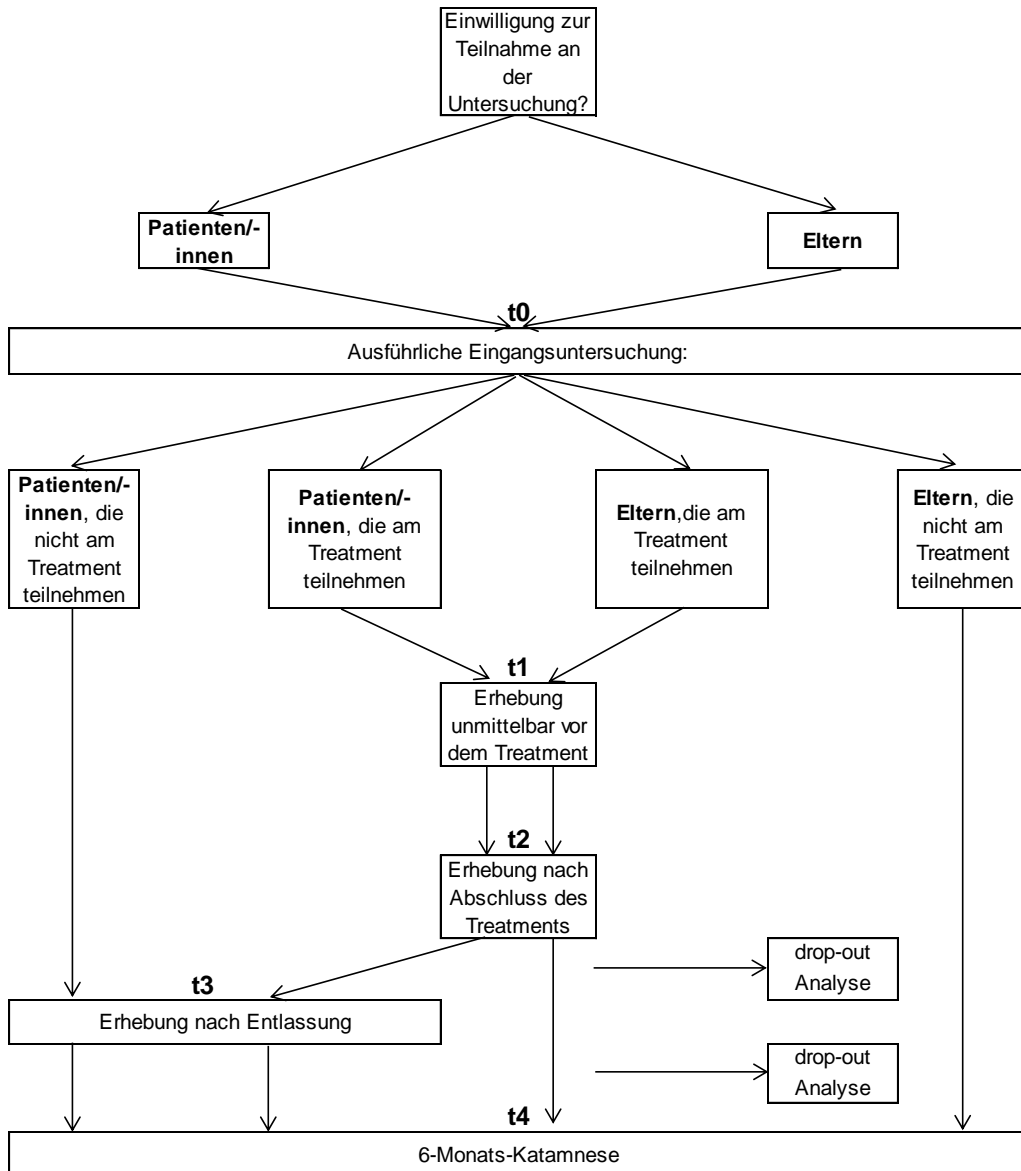 Einwilligung zur
Teilnahme an
der
Untersuchung?
Patienten/-
innen
Eltern
t0
Ausführliche Eingangsuntersuchung:
Patienten/-
innen, die
nicht am
Treatment
teilnehmen
Patienten/-
innen, die am
Treatment
teilnehmen
Eltern,die am
Treatment
teilnehmen
Eltern, die
nicht am
Treatment
teilnehmen
t1
Erhebung
unmittelbar vor
dem Treatment
t2
Erhebung nach
Abschluss des
Treatments
drop-out
Analyse
t3
Erhebung nach Entlassung
drop-out
Analyse
t4
6-Monats-Katamnese